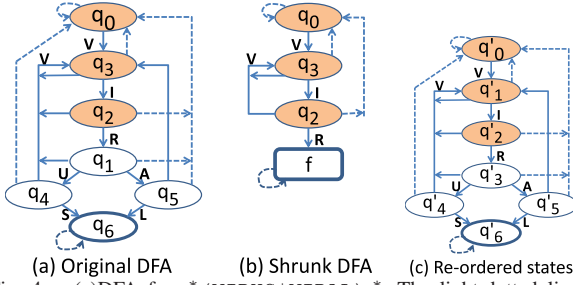 q0
V
V
q3
I
q2
R
q1
U
A
q4
q5
S
L
q6
(a) Original DFA
q0
V
V
q3
I
q2
R
f
(b) Shrunk DFA
q'0
V
V
q'1
I
q'2
R
q'3
U
A
q'4
q'5
S
L
q'6
(c) Re-ordered states